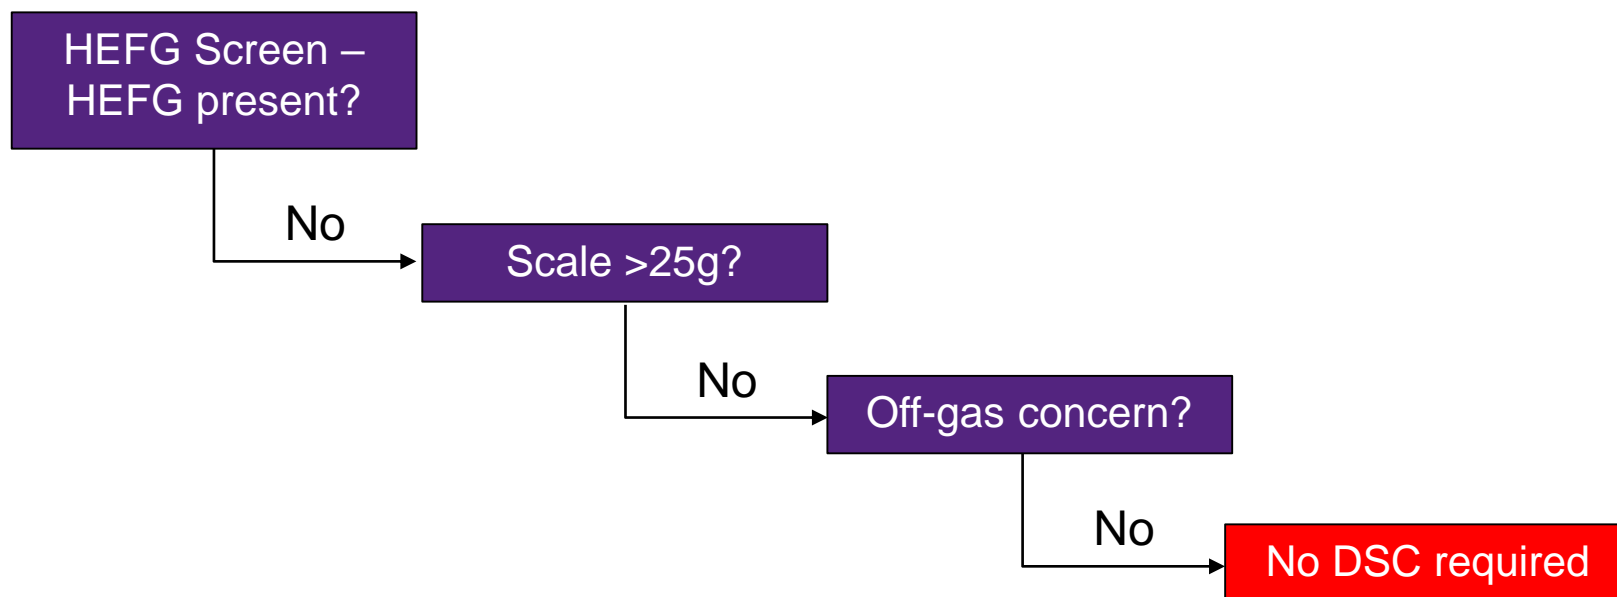 HEFG Screen –
HEFG present?
No
Scale >25g?
No
Off-gas concern?
No
No DSC required